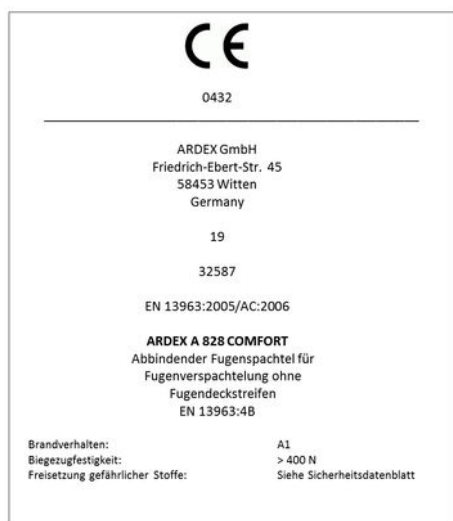 CE
0432
ARDEX GmbH
Friedrich-Ebert-Str. 45
58453 Witten
Germany
19
32587
EN 13963:2005/AC:2006
ARDEX A 828 COMFORT
Abbindender Fugenspachtel für
Fugenverspachtelung ohne
Fugendeckstreifen
EN 13963:4B
Brandverhalten: A1
Biegezugfestigkeit: > 400 N
Freisetzung gefährlicher Stoffe: Siehe Sicherheitsdatenblatt